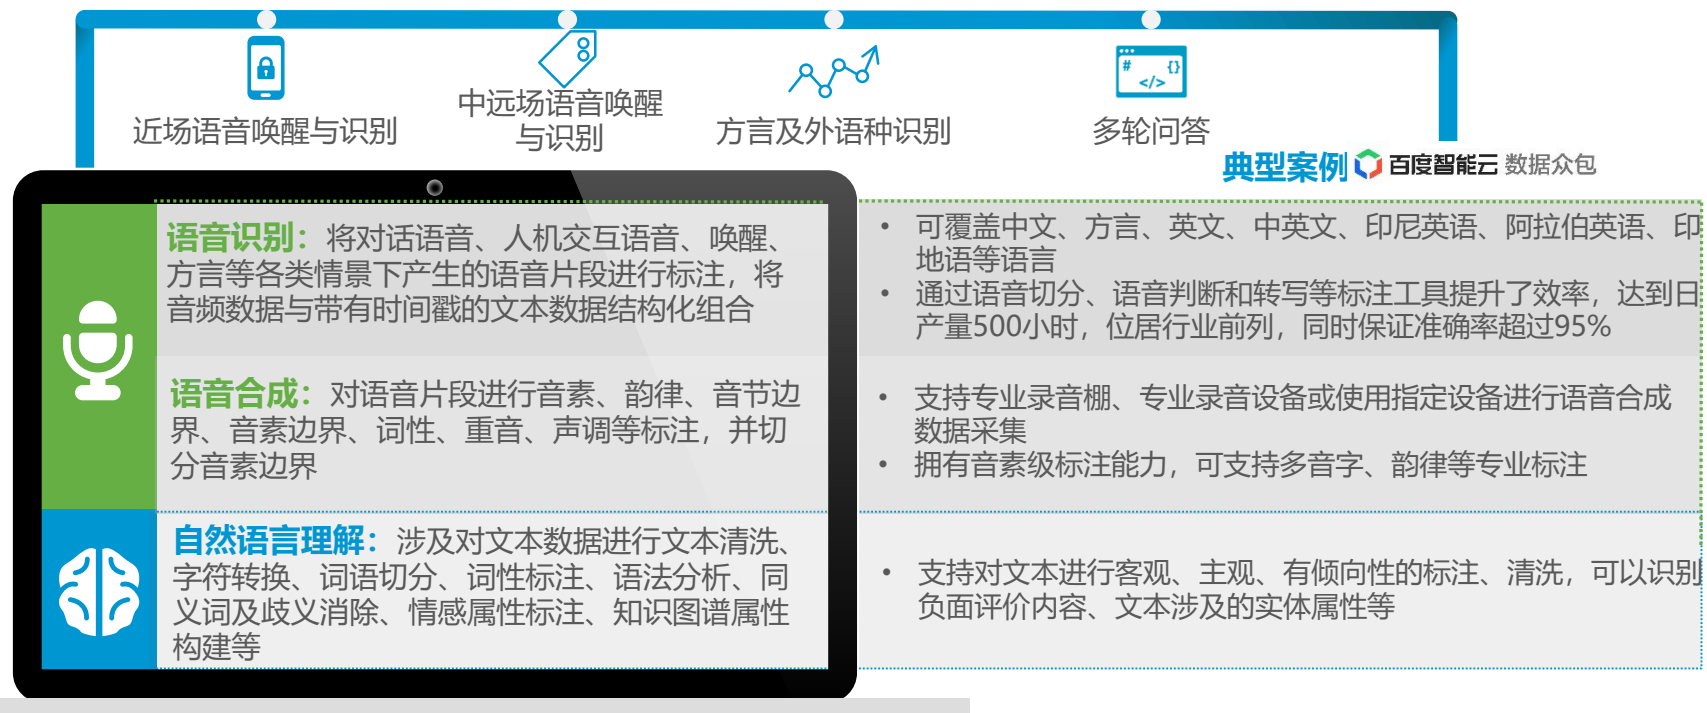 近场语音唤醒与识别
中远场语音唤醒
与识别
方言及外语种识别
# {}
</>
多轮问答
典型案例 百度智能云 数据众包
语音识别：将对话语音、人机交互语音、唤醒、
方言等各类情景下产生的语音片段进行标注，将
音频数据与带有时间戳的文本数据结构化组合
• 可覆盖中文、方言、英文、中英文、印尼英语、阿拉伯英语、印
地语等语言
• 通过语音切分、语音判断和转写等标注工具提升了效率，达到日
产量500小时，位居行业前列，同时保证准确率超过95%
语音合成：对语音片段进行音素、韵律、音节边
界、音素边界、词性、重音、声调等标注，并切
分音素边界
• 支持专业录音棚、专业录音设备或使用指定设备进行语音合成
数据采集
• 拥有音素级标注能力，可支持多音字、韵律等专业标注
自然语言理解：涉及对文本数据进行文本清洗、
字符转换、词语切分、词性标注、语法分析、同
义词及歧义消除、情感属性标注、知识图谱属性
构建等
• 支持对文本进行客观、主观、有倾向性的标注、清洗，可以识别
负面评价内容、文本涉及的实体属性等